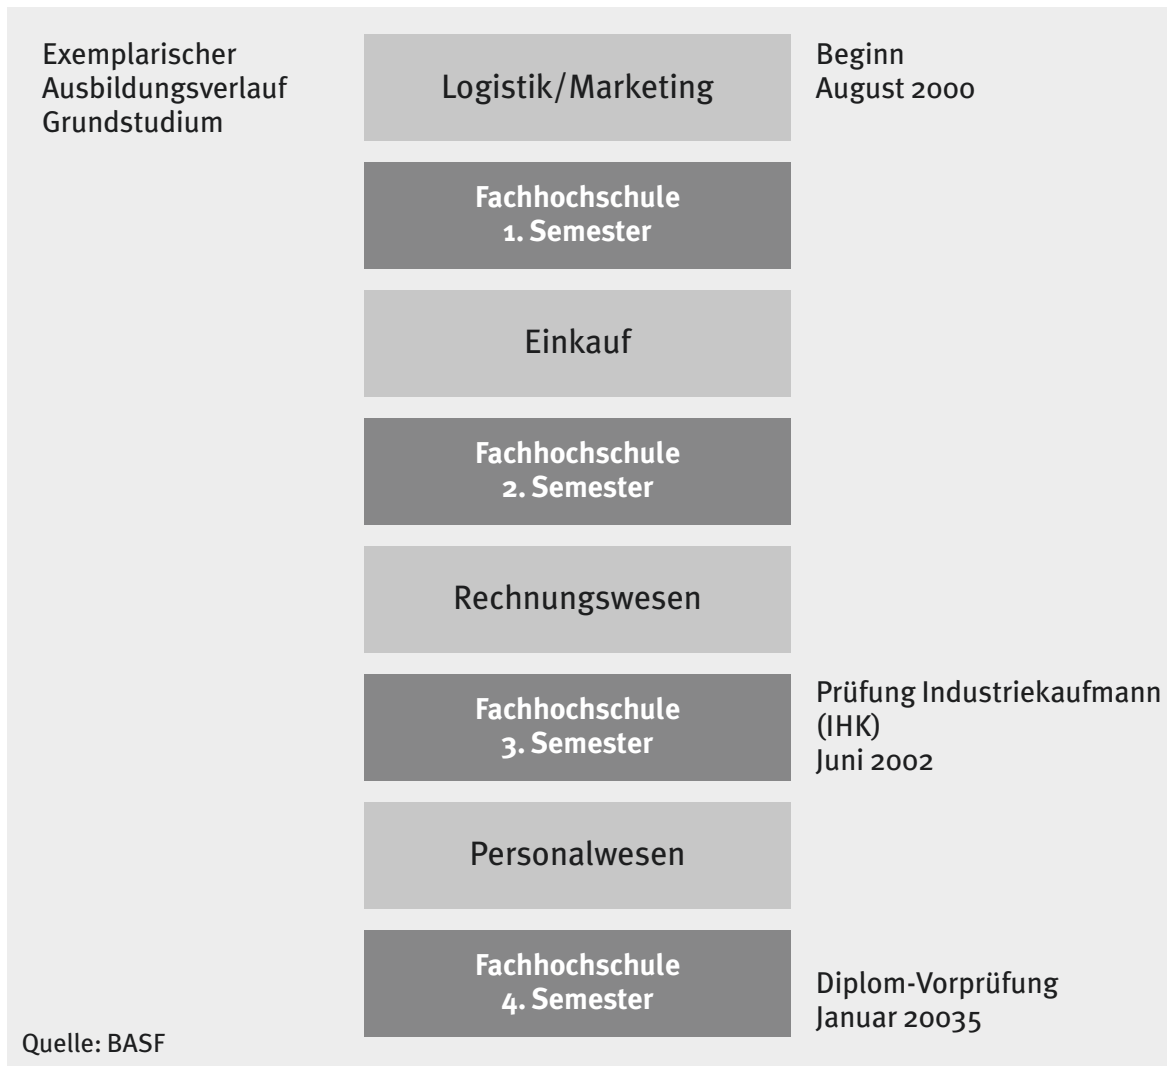 Exemplarischer
Ausbildungsverlauf
Grundstudium
Logistik/Marketing
Beginn
August 2000
Fachhochschule
1. Semester
Einkauf
Fachhochschule
2. Semester
Rechnungswesen
Fachhochschule
3. Semester
Prüfung Industriekaufmann
(IHK)
Juni 2002
Personalwesen
Fachhochschule
4. Semester
Diplom-Vorprüfung
Januar 20035
Quelle: BASF